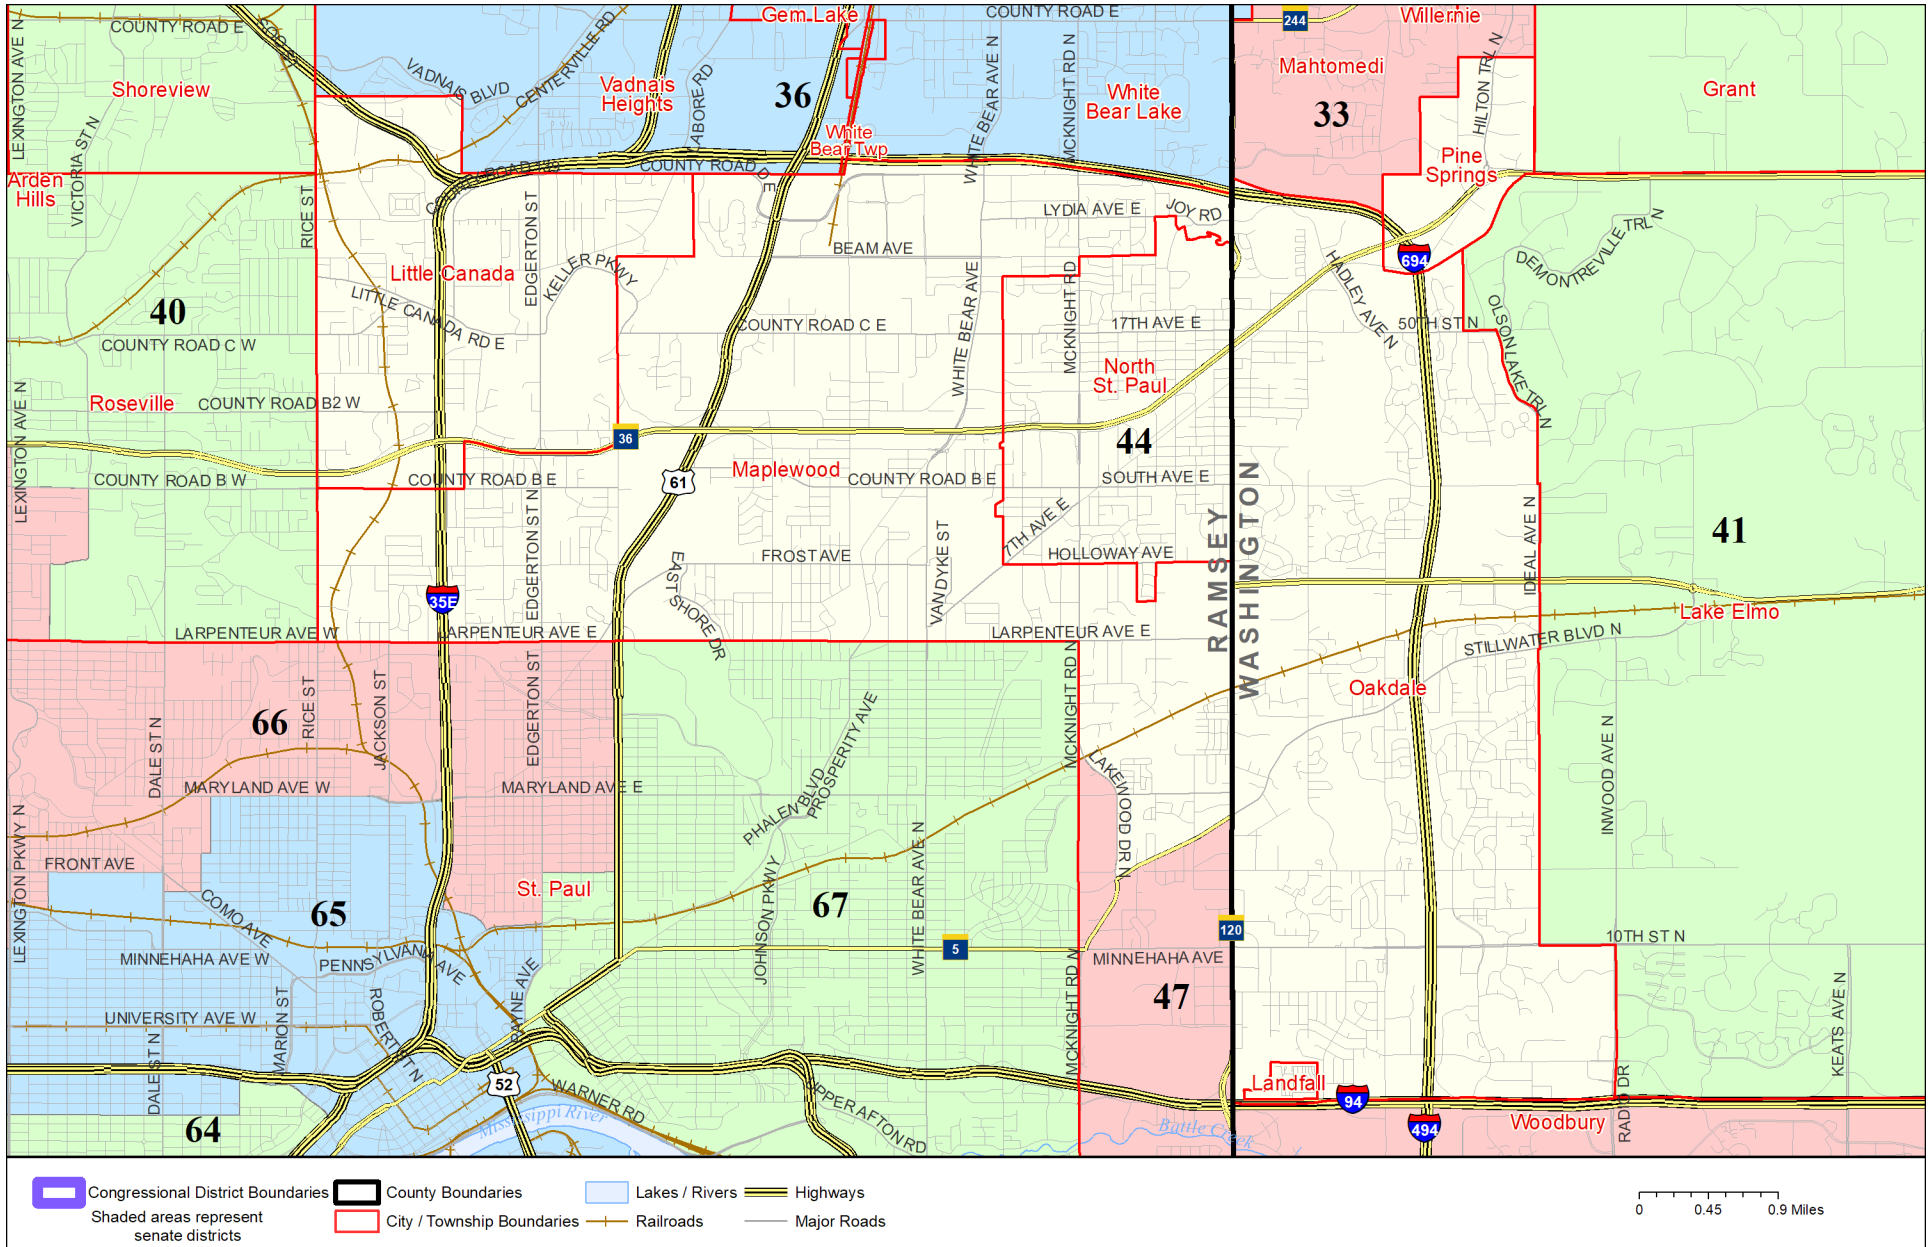 COUNTY ROAD E
LEXINGTON AVE N
Shoreview
VICTORIA ST N
VADNAIS BLVD
CENTERVILLE RD
Vadnais
Heights
LABORE RD
36
Gem Lake
COUNTY ROAD E
WHITE BEAR AVE N
MCKNIGHT RD N
White
Bear Lake
White
Bear Twp
244
Willernie
Mahtomedi
33
HILTON TRL N
Pine
Springs
Grant
Arden
Hills
RICE ST
COUNTY ROAD D E
LYDIA AVE E
JOY RD
BEAM AVE
EDGERTON ST
KELLER PKWY
Little Canada
LITTLE CANADA RD E
40
COUNTY ROAD C W
COUNTY ROAD C E
WHITE BEAR AVE
MCKNIGHT RD
17TH AVE E
HADLEY AVE N
694
50TH ST N
DEMONTREVILLE TRL N
OLSON LAKE TRL N
Roseville
COUNTY ROAD B2 W
LEXINGTON AVE N
North
St. Paul
44
36
61
Maplewood
COUNTY ROAD B W
COUNTY ROAD B E
COUNTY ROAD B E
SOUTH AVE E
7TH AVE E
HOLLOWAY AVE
RAMSEY
WASHINGTON
IDEAL AVE N
41
EDGERTON ST N
EAST SHORE DR
FROST AVE
VAN DYKE ST
35E
LARPENTEUR AVE W
LARPENTEUR AVE E
LARPENTEUR AVE E
Lake Elmo
STILLWATER BLVD N
Oakdale
66
DALE ST N
RICE ST
JACKSON ST
EDGERTON ST
MARYLAND AVE W
MARYLAND AVE E
PHALEN BLVD
PROSPERITY AVE
MCKNIGHT RD N
LAKEWOOD DR N
INWOOD AVE N
LEXINGTON PKWY N
FRONT AVE
COMO AVE
65
St. Paul
67
JOHNSON PKWY
WHITE BEAR AVE N
5
120
10TH ST N
MINNEHAHA AVE W
PENNSYLVANIA AVE
PAYNE AVE
MINNEHAHA AVE
47
MCKNIGHT RD N
UNIVERSITY AVE W
MARION ST
ROBERT ST N
DALE ST N
KEATS AVE N
52
WARNER RD
Mississippi River
UPPER AFTON RD
Battle Creek
Landfall
94
494
Woodbury
RADIO DR
64
Congressional District Boundaries
Shaded areas represent
senate districts
County Boundaries
City / Township Boundaries
Lakes / Rivers
Railroads
Highways
Major Roads
0 0.45 0.9 Miles